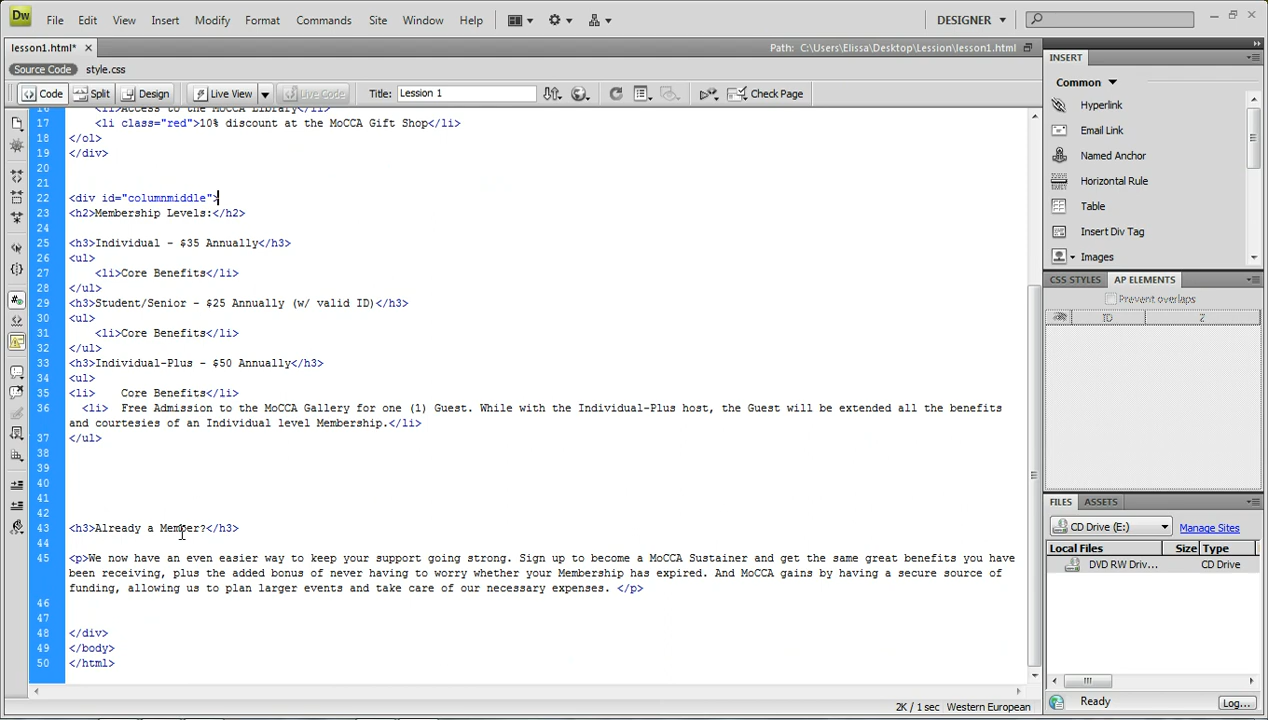 Dw File Edit View Insert Modify Format Commands Site Window Help DESIGNER
lesson1.html* Path: C:\Users\Elissa\Desktop\Lession\lesson1.html
Source Code style.css
Code Split Design Live View Live Code Title: Lesson 1 Check Page
16 <li>Access to the MoCCA Library</li>
17 <li class="red">10% discount at the MoCCA Gift Shop</li>
18 </ol>
19 </div>
20
21
22 <div id="columnmiddle">
23 <h2>Membership Levels:</h2>
24
25 <h3>Individual - $35 Annually</h3>
26 <ul>
27 <li>Core Benefits</li>
28 </ul>
29 <h3>Student/Senior - $25 Annually (w/ valid ID)</h3>
30 <ul>
31 <li>Core Benefits</li>
32 </ul>
33 <h3>Individual-Plus - $50 Annually</h3>
34 <ul>
35 <li> Core Benefits</li>
36 <li> Free Admission to the MoCCA Gallery for one (1) Guest. While with the Individual-Plus host, the Guest will be extended all the benefits
and courtesies of an Individual level Membership.</li>
37 </ul>
38
39
40
41
42
43 <h3>Already a Member?</h3>
44
45 <p>We now have an even easier way to keep your support going strong. Sign up to become a MoCCA Sustainer and get the same great benefits you have
been receiving, plus the added bonus of never having to worry whether your Membership has expired. And MoCCA gains by having a secure source of
funding, allowing us to plan larger events and take care of our necessary expenses. </p>
46
47
48 </div>
49 </body>
50 </html>
2K / 1 sec Western European
INSERT
Common
Hyperlink
Email Link
Named Anchor
Horizontal Rule
Table
Insert Div Tag
Images
CSS STYLES AP ELEMENTS
Prevent overlaps
ID Z
FILES ASSETS
CD Drive (E:) Manage Sites
Local Files Size Type
DVD RW Driv... CD Drive
Ready Log...